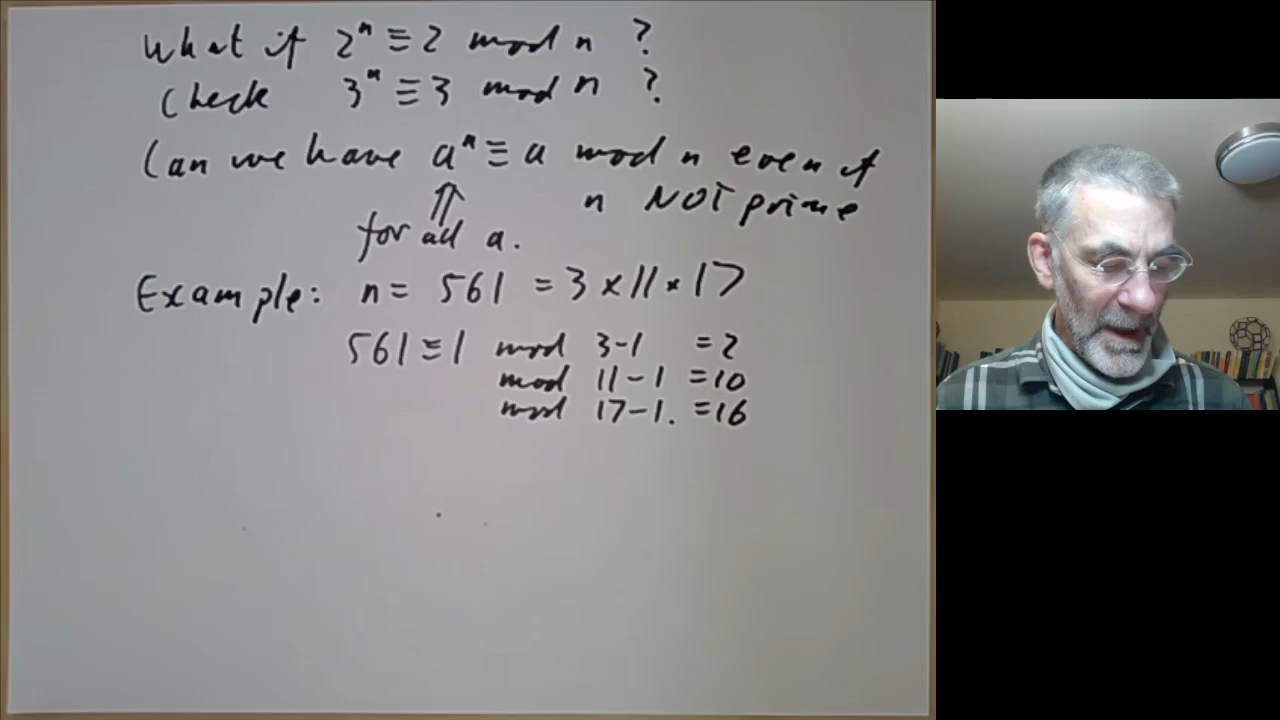 What if 2ⁿ ≡ 2 mod n ?
Check 3ⁿ ≡ 3 mod n ?
Can we have aⁿ ≡ a mod n even if
n NOT prime
⇑
for all a.
Example: n = 561 = 3 × 11 × 17
561 ≡ 1 mod 3-1 = 2
mod 11-1 = 10
mod 17-1. = 16